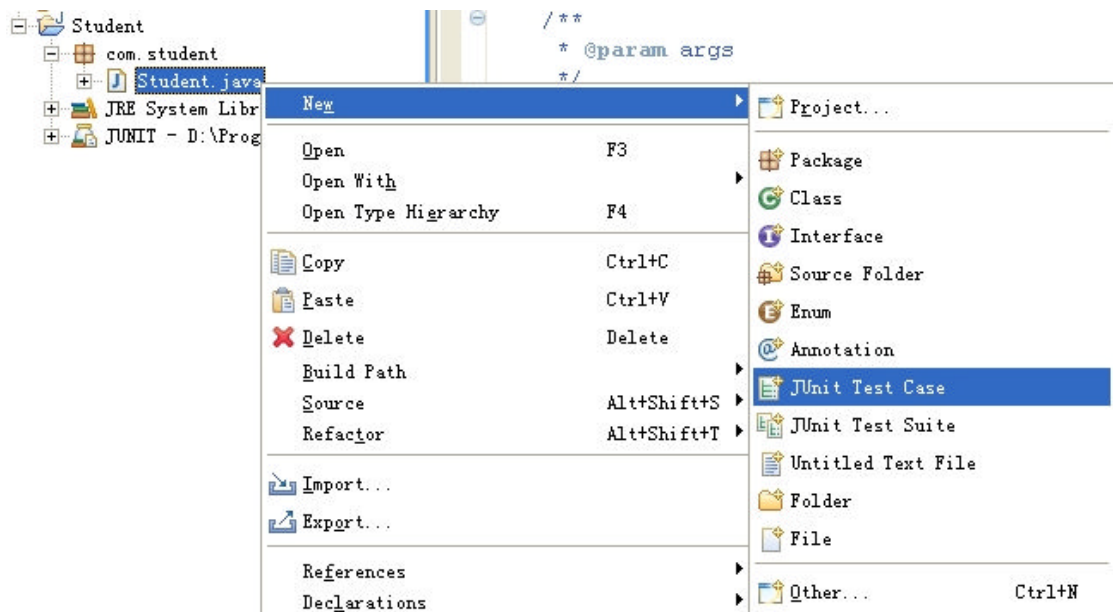 Student
com.student
Student.java
JRE System Libr
JUNIT - D:\Prog
/**
* @param args
*/
New
Open F3
Open With
Open Type Hierarchy F4
Copy Ctrl+C
Paste Ctrl+V
Delete Delete
Build Path
Source Alt+Shift+S
Refactor Alt+Shift+T
Import...
Export...
References
Declarations
Project...
Package
Class
Interface
Source Folder
Enum
Annotation
JUnit Test Case
JUnit Test Suite
Untitled Text File
Folder
File
Other... Ctrl+N